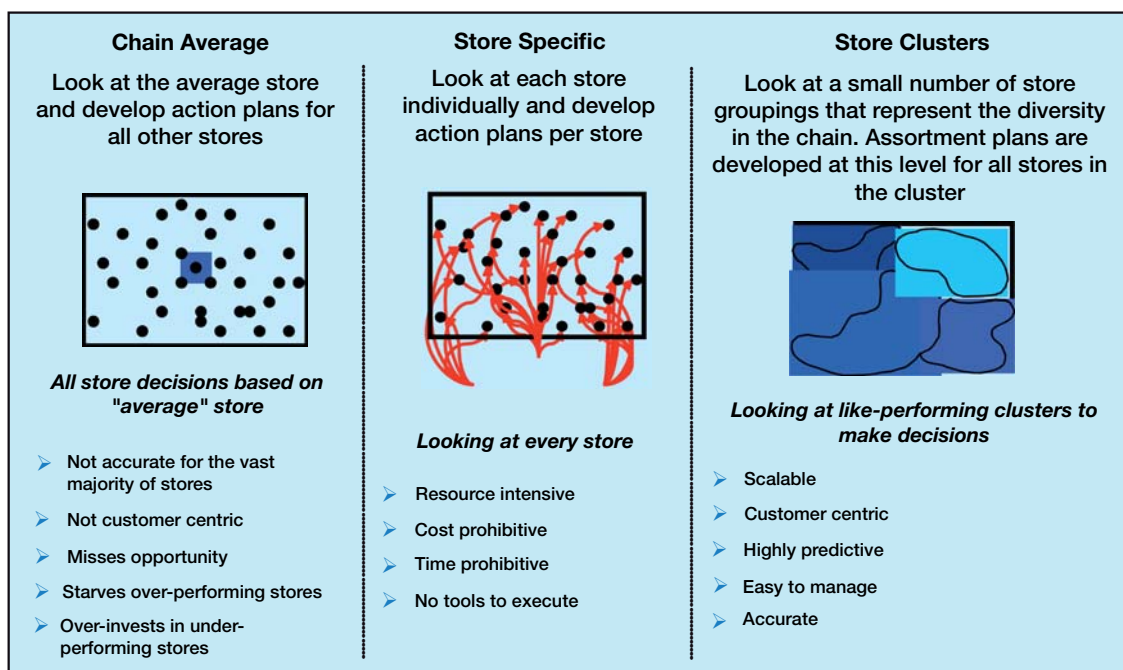 Chain Average
Look at the average store
and develop action plans for
all other stores
All store decisions based on
"average" store
Not accurate for the vast
majority of stores
Not customer centric
Misses opportunity
Starves over-performing stores
Over-invests in under-
performing stores
Store Specific
Look at each store
individually and develop
action plans per store
Looking at every store
Resource intensive
Cost prohibitive
Time prohibitive
No tools to execute
Store Clusters
Look at a small number of store
groupings that represent the diversity
in the chain. Assortment plans are
developed at this level for all stores in
the cluster
Looking at like-performing clusters to
make decisions
Scalable
Customer centric
Highly predictive
Easy to manage
Accurate